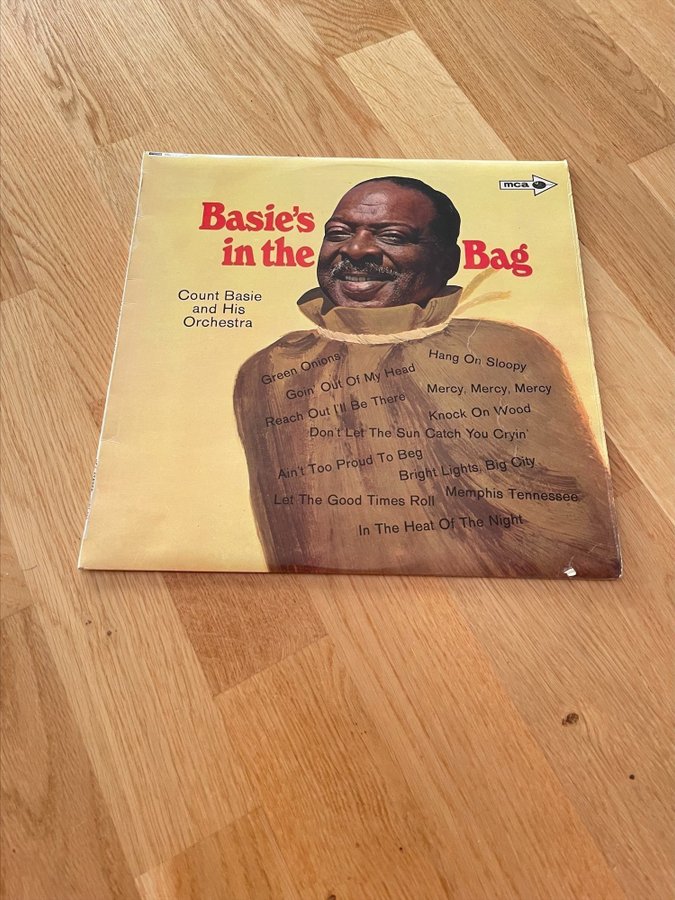 mca
Basie's
in the Bag
Count Basie
and His
Orchestra
Green Onions
Hang On Sloopy
Goin' Out Of My Head
Mercy, Mercy, Mercy
Reach Out I'll Be There
Knock On Wood
Don't Let The Sun Catch You Cryin'
Ain't Too Proud To Beg
Bright Lights, Big City
Let The Good Times Roll
Memphis Tennessee
In The Heat Of The Night